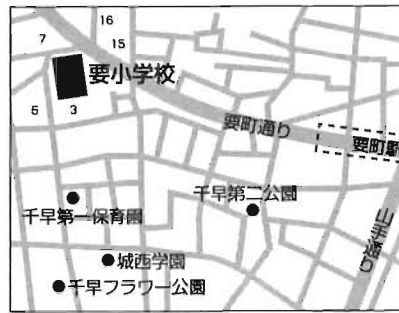 16
7
15
要小学校
5
3
要町通り
要町駅
千早第二公園
千早第一保育園
山手通り
城西学園
千早フラワー公園